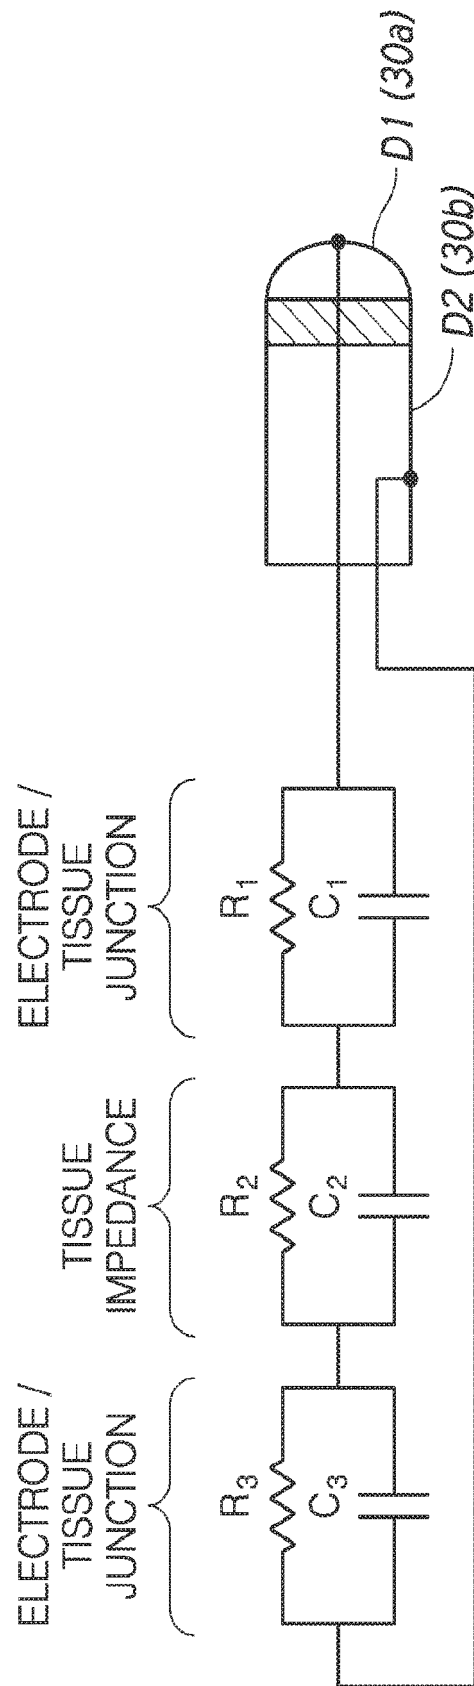 ELECTRODE /
TISSUE
JUNCTION
R₃
C₃
TISSUE
IMPEDANCE
R₂
C₂
ELECTRODE /
TISSUE
JUNCTION
R₁
C₁
D1 (30a)
D2 (30b)